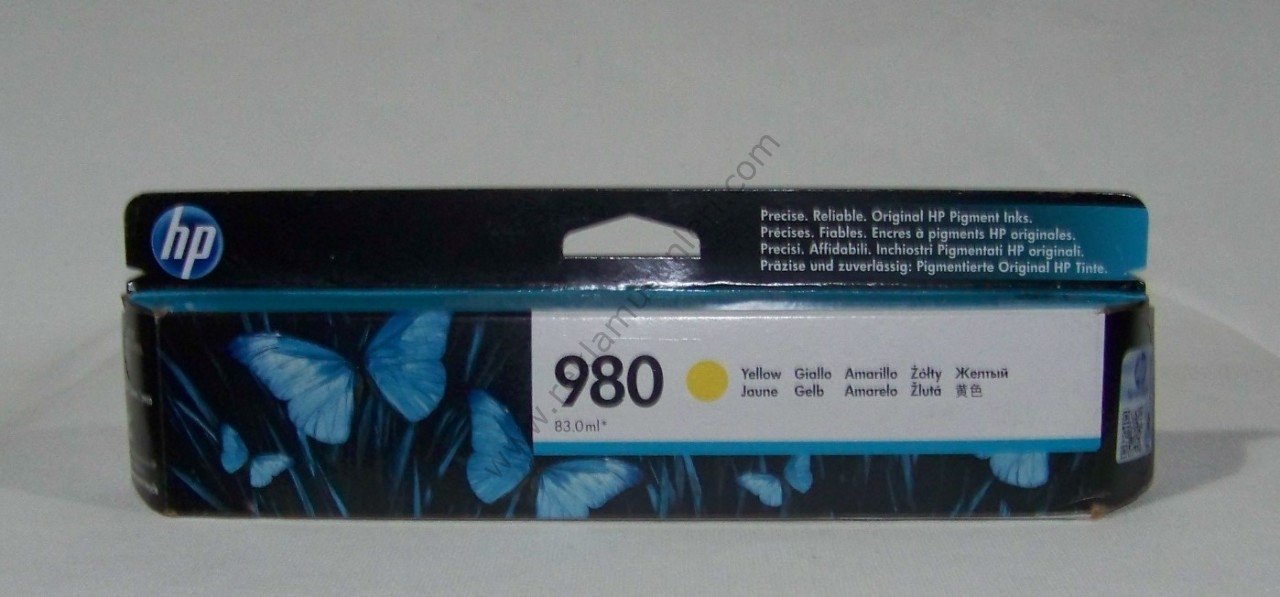 hp
Precise. Reliable. Original HP Pigment Inks.
Précises. Fiables. Encres à pigments HP originales.
Precisi. Affidabili. Inchiostri Pigmentati HP originali.
Präzise und zuverlässig: Pigmentierte Original HP Tinte.
980
83.0ml*
Yellow Giallo Amarillo Żółty Желтый
Jaune Gelb Amarelo Žlutá 黄色